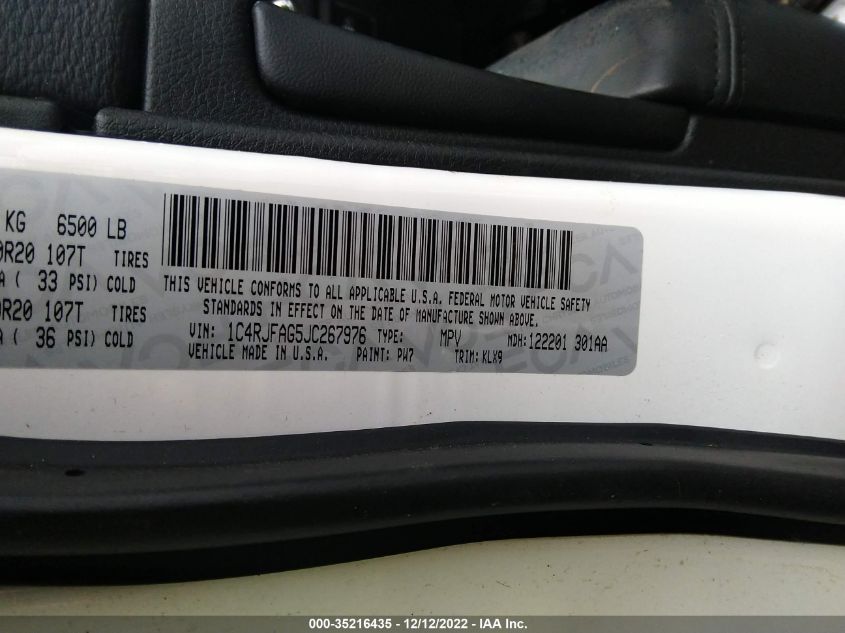 KG 6500 LB
0R20 107T TIRES
A ( 33 PSI) COLD
0R20 107T TIRES
A ( 36 PSI) COLD
THIS VEHICLE CONFORMS TO ALL APPLICABLE U.S.A. FEDERAL MOTOR VEHICLE SAFETY
STANDARDS IN EFFECT ON THE DATE OF MANUFACTURE SHOWN ABOVE.
VIN: 1C4RJFAG5JC267976 TYPE: MPV MDH:122201 301AA
VEHICLE MADE IN U.S.A. PAINT: PW7 TRIM: KLX9
000-35216435 - 12/12/2022 - IAA Inc.